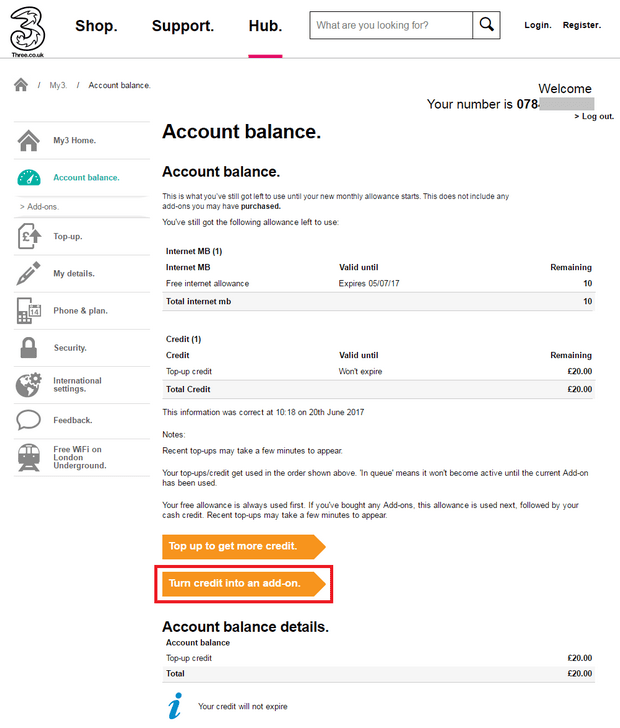 Shop.
Support.
Hub.
What are you looking for?
Login.
Register.
Three.co.uk
/ My3. / Account balance.
Welcome
Your number is 078-
> Log out.
My3 Home.
Account balance.
> Add-ons.
Top-up.
My details.
Phone & plan.
Security.
International
settings.
Feedback.
Free WiFi on
London
Underground.
Account balance.
Account balance.
This is what you've still got left to use until your new monthly allowance starts. This does not include any
add-ons you may have purchased.
You've still got the following allowance left to use:
Internet MB (1)
Internet MB Valid until Remaining
Free internet allowance Expires 05/07/17 10
Total internet mb 10
Credit (1)
Credit Valid until Remaining
Top-up credit Won't expire £20.00
Total Credit £20.00
This information was correct at 10:18 on 20th June 2017
Notes:
Recent top-ups may take a few minutes to appear.
Your top-ups/credit get used in the order shown above. 'In queue' means it won't become active until the current Add-on
has been used.
Your free allowance is always used first. If you've bought any Add-ons, this allowance is used next, followed by your
cash credit. Recent top-ups may take a few minutes to appear.
Top up to get more credit.
Turn credit into an add-on.
Account balance details.
Account balance
Top-up credit £20.00
Total £20.00
Your credit will not expire